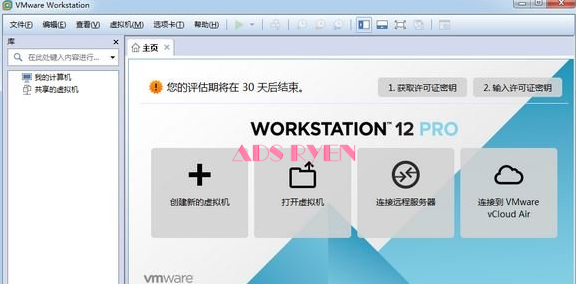 VMware Workstation
文件(F) 编辑(E) 查看(V) 虚拟机(M) 选项卡(T) 帮助(H)
库
在此处键入内容进行...
我的计算机
共享的虚拟机
主页
您的评估期将在 30 天后结束。
1. 获取许可证密钥
2. 输入许可证密钥
WORKSTATION™ 12 PRO
ADS RYEN
创建新的虚拟机
打开虚拟机
连接远程服务器
连接到 VMware
vCloud Air
vmware